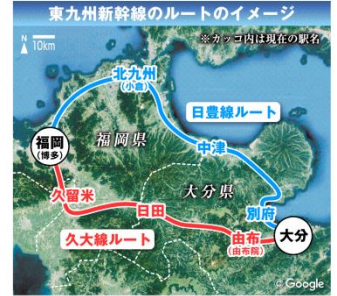 東九州新幹線のルートのイメージ
N
10km
※カッコ内は現在の駅名
北九州
(小倉)
日豊線ルート
福岡
(博多)
福岡県
中津
大分県
久留米
日田
別府
大分
久大線ルート
由布
(由布院)
© Google